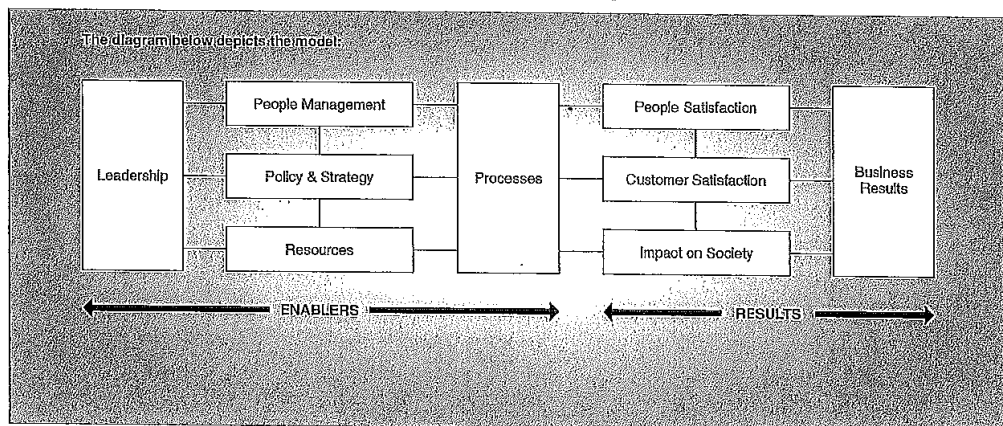 The diagram below depicts the model:
People Management
People Satisfaction
Leadership
Policy & Strategy
Processes
Customer Satisfaction
Business
Results
Resources
Impact on Society
ENABLERS
RESULTS